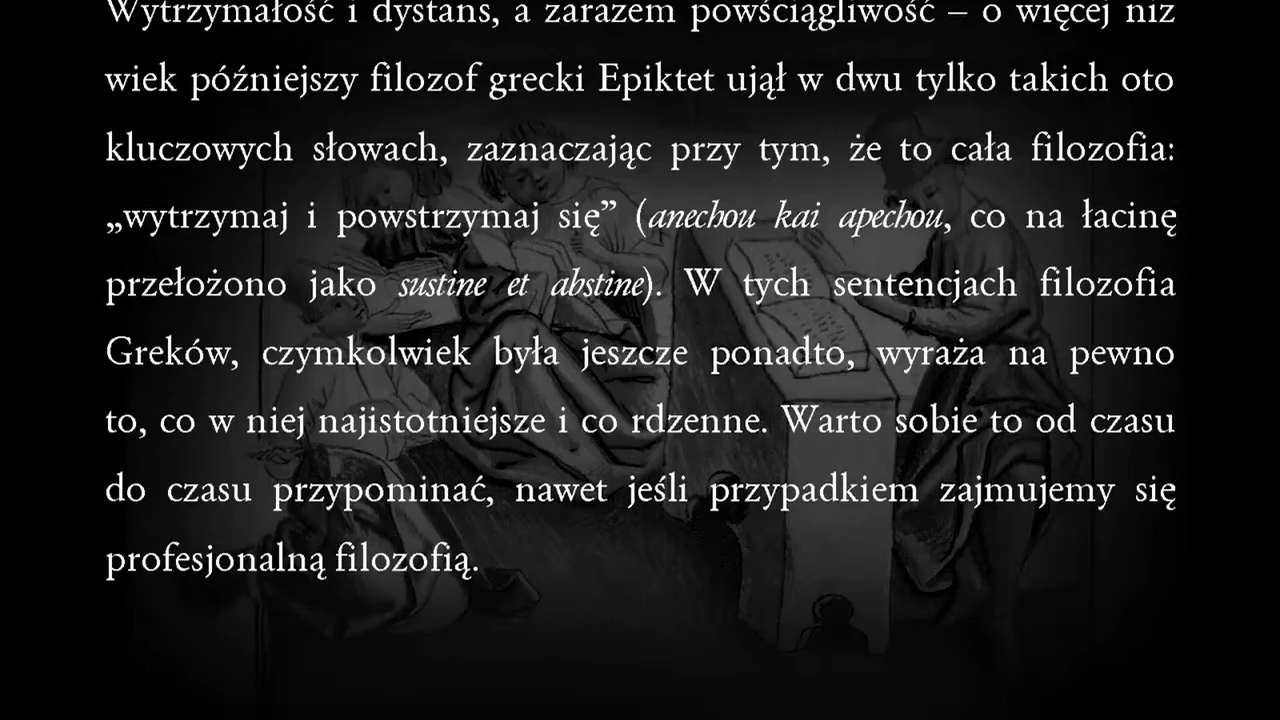 Wytrzymałość i dystans, a zarazem powściągliwość – o więcej niż
wiek późniejszy filozof grecki Epiktet ujął w dwu tylko takich oto
kluczowych słowach, zaznaczając przy tym, że to cała filozofia:
„wytrzymaj i powstrzymaj się” (anechou kai apechou, co na łacinę
przełożono jako sustine et abstine). W tych sentencjach filozofia
Greków, czymkolwiek była jeszcze ponadto, wyraża na pewno
to, co w niej najistotniejsze i co rdzenne. Warto sobie to od czasu
do czasu przypominać, nawet jeśli przypadkiem zajmujemy się
profesjonalną filozofią.